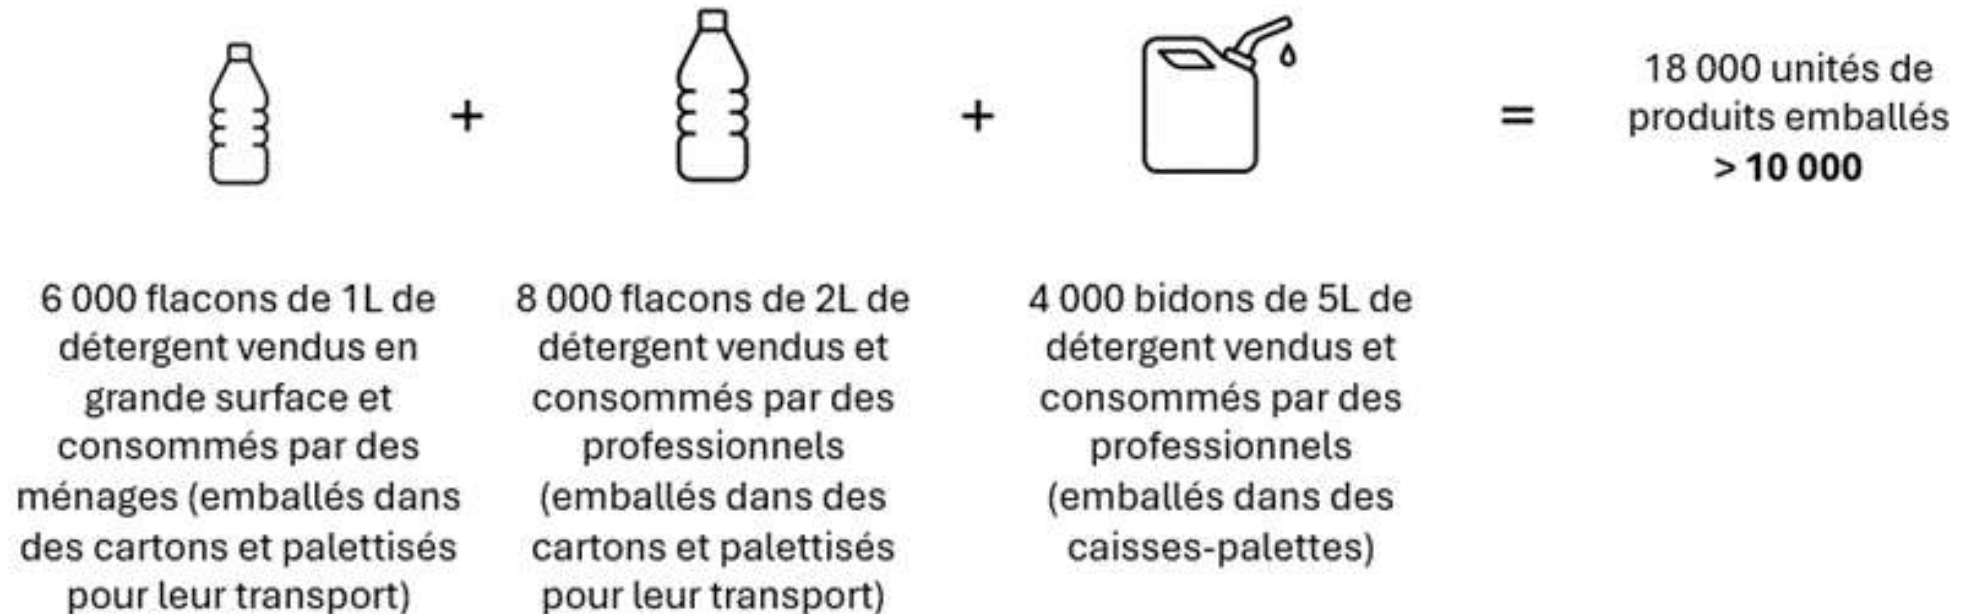 +
+
=
18 000 unités de
produits emballés
> 10 000
6 000 flacons de 1L de
détergent vendus en
grande surface et
consommés par des
ménages (emballés dans
des cartons et palettisés
pour leur transport)
8 000 flacons de 2L de
détergent vendus et
consommés par des
professionnels
(emballés dans des
cartons et palettisés
pour leur transport)
4 000 bidons de 5L de
détergent vendus et
consommés par des
professionnels
(emballés dans des
caisses-palettes)